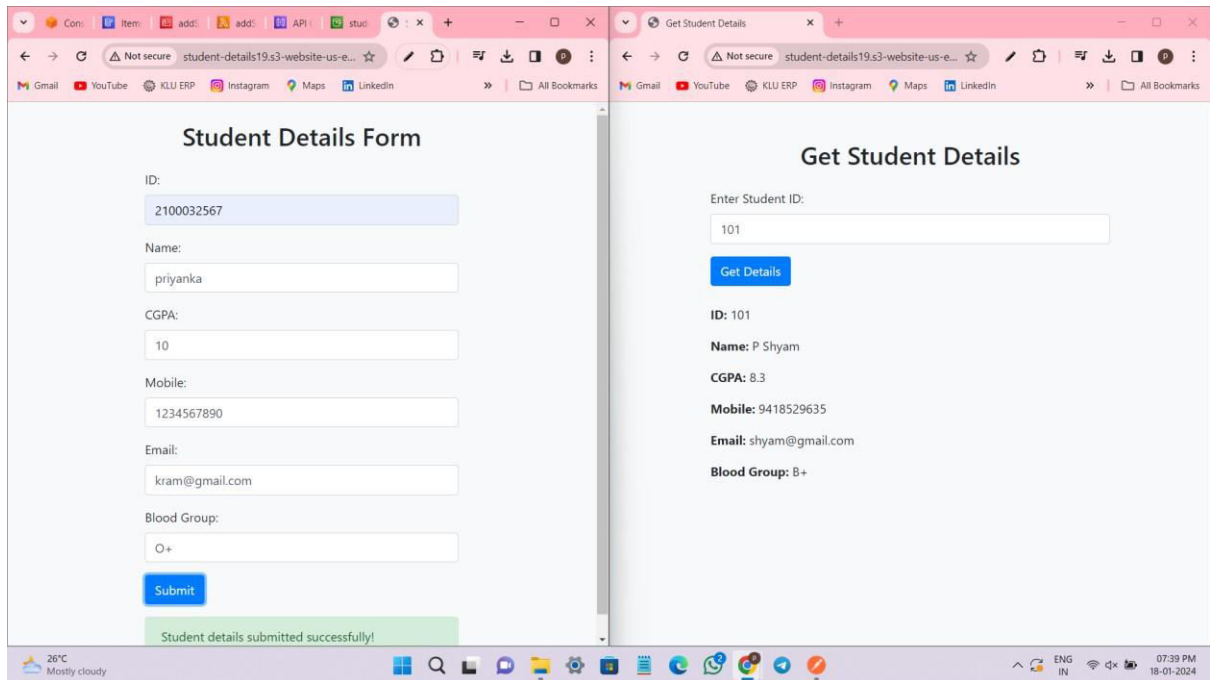 Cons
Item
addS
addS
API (
stud
Not secure student-details19.s3-website-us-e...
Gmail YouTube KLU ERP Instagram Maps LinkedIn » All Bookmarks
Student Details Form
ID:
2100032567
Name:
priyanka
CGPA:
10
Mobile:
1234567890
Email:
kram@gmail.com
Blood Group:
O+
Submit
Student details submitted successfully!
Get Student Details
Not secure student-details19.s3-website-us-e...
Gmail YouTube KLU ERP Instagram Maps LinkedIn » All Bookmarks
Get Student Details
Enter Student ID:
101
Get Details
ID: 101
Name: P Shyam
CGPA: 8.3
Mobile: 9418529635
Email: shyam@gmail.com
Blood Group: B+
26°C
Mostly cloudy
ENG
IN
07:39 PM
18-01-2024